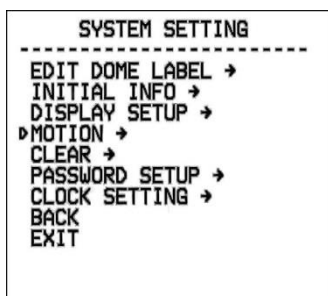 SYSTEM SETTING
EDIT DOME LABEL →
INITIAL INFO →
DISPLAY SETUP →
MOTION →
CLEAR →
PASSWORD SETUP →
CLOCK SETTING →
BACK
EXIT